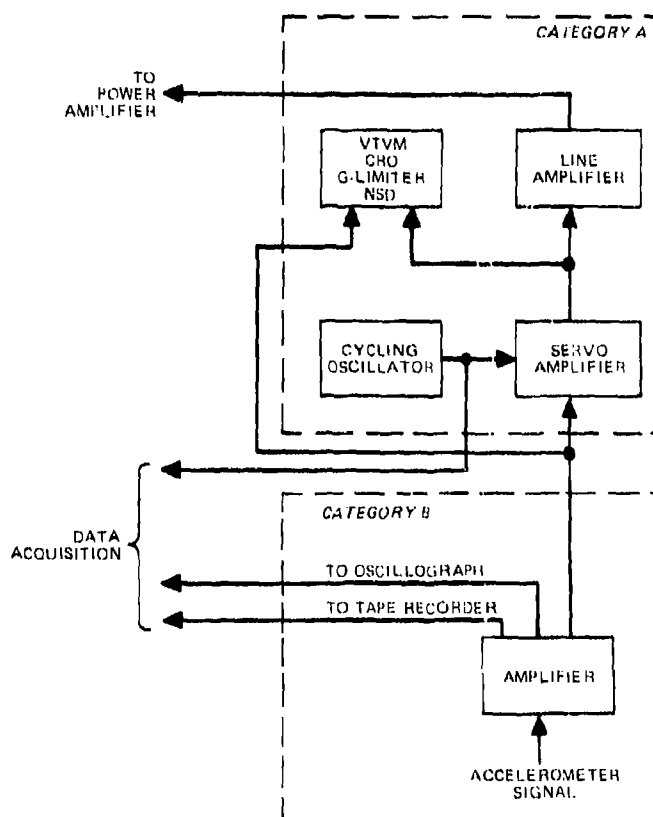 CATEGORY A
TO
POWER
AMPLIFIER
VTVM
CRO
G-LIMITER
NSD
LINE
AMPLIFIER
CYCLING
OSCILLATOR
SERVO
AMPLIFIER
CATEGORY B
DATA
ACQUISITION
TO OSCILLOGRAPH
TO TAPE RECORDER
AMPLIFIER
ACCELEROMETER
SIGNAL